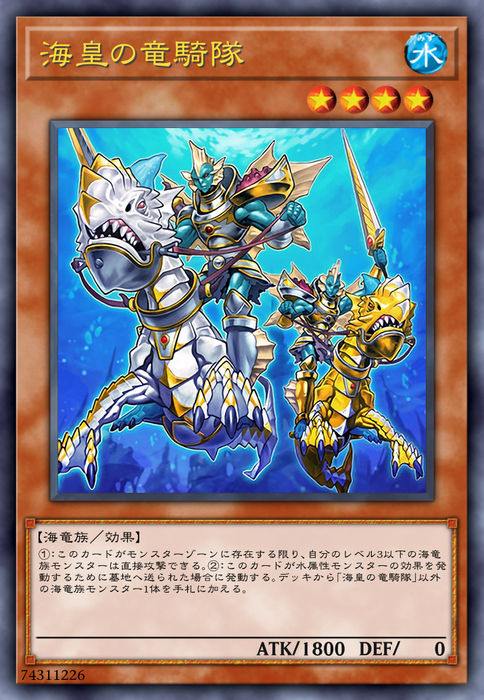 海皇の竜騎隊
みず
水
【海竜族／効果】
①：このカードがモンスターゾーンに存在する限り、自分のレベル3以下の海竜
族モンスターは直接攻撃できる。②：このカードが水属性モンスターの効果を発
動するために墓地へ送られた場合に発動する。デッキから「海皇の竜騎隊」以外
の海竜族モンスター1体を手札に加える。
ATK/1800 DEF/ 0
74311226